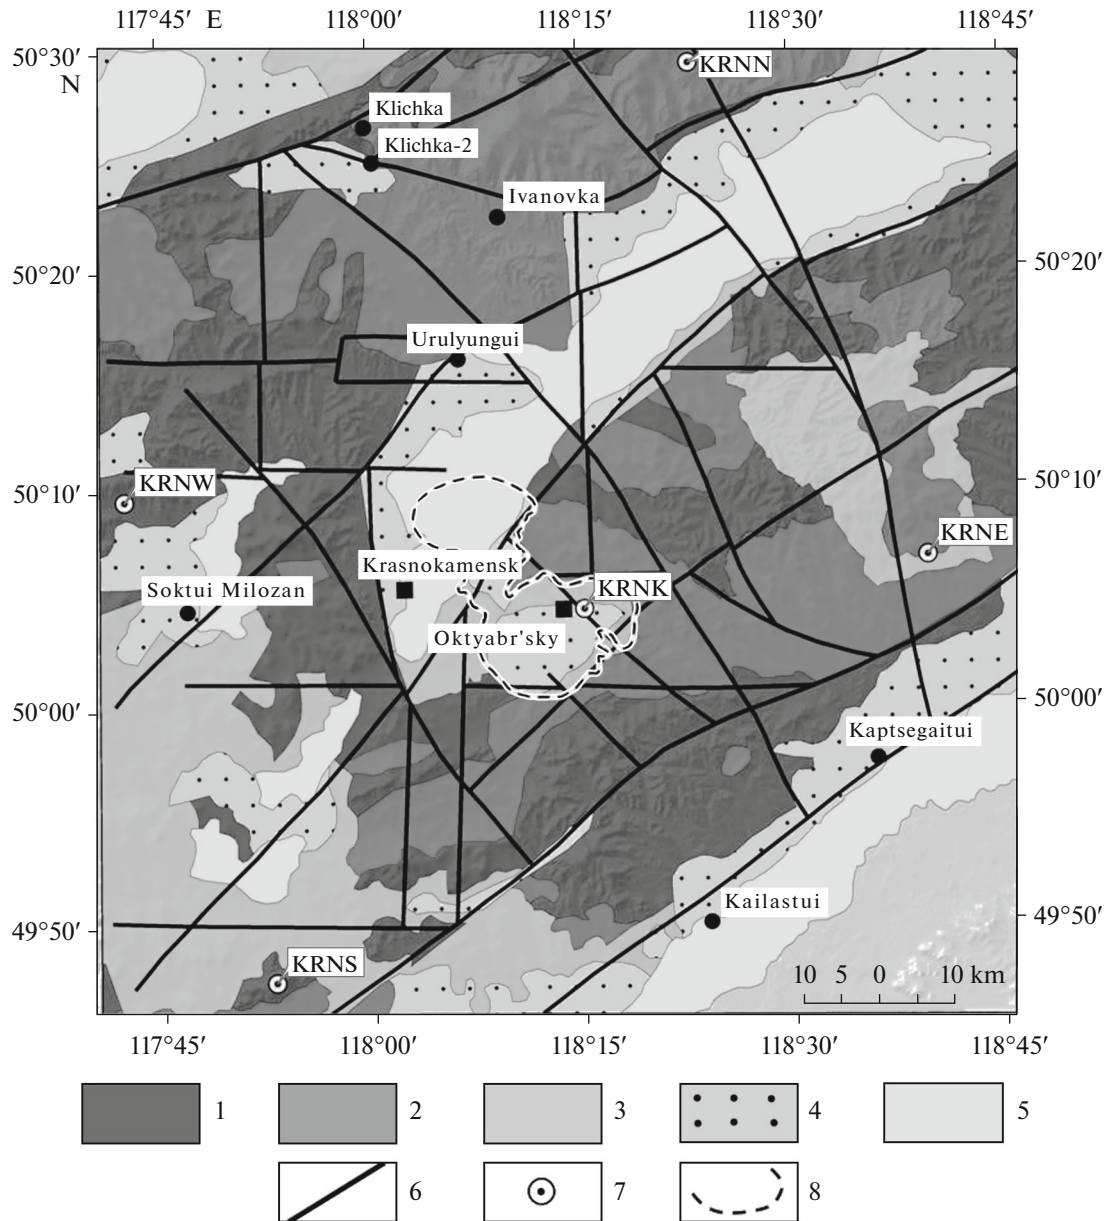 117°45′ E 118°00′ 118°15′ 118°30′ 118°45′
50°30′
N
KRNN
Klichka
Klichka-2
Ivanovka
50°20′ 50°20′
Urulyungui
50°10′ 50°10′
KRNW
KRNE
Krasnokamensk
Soktui Milozan
KRNK
Oktyabr'sky
50°00′ 50°00′
Kaptsegaitui
Kailastui
49°50′ 49°50′
KRNS
10 5 0 10 km
117°45′ 118°00′ 118°15′ 118°30′ 118°45′
1 2 3 4 5
6 7 8